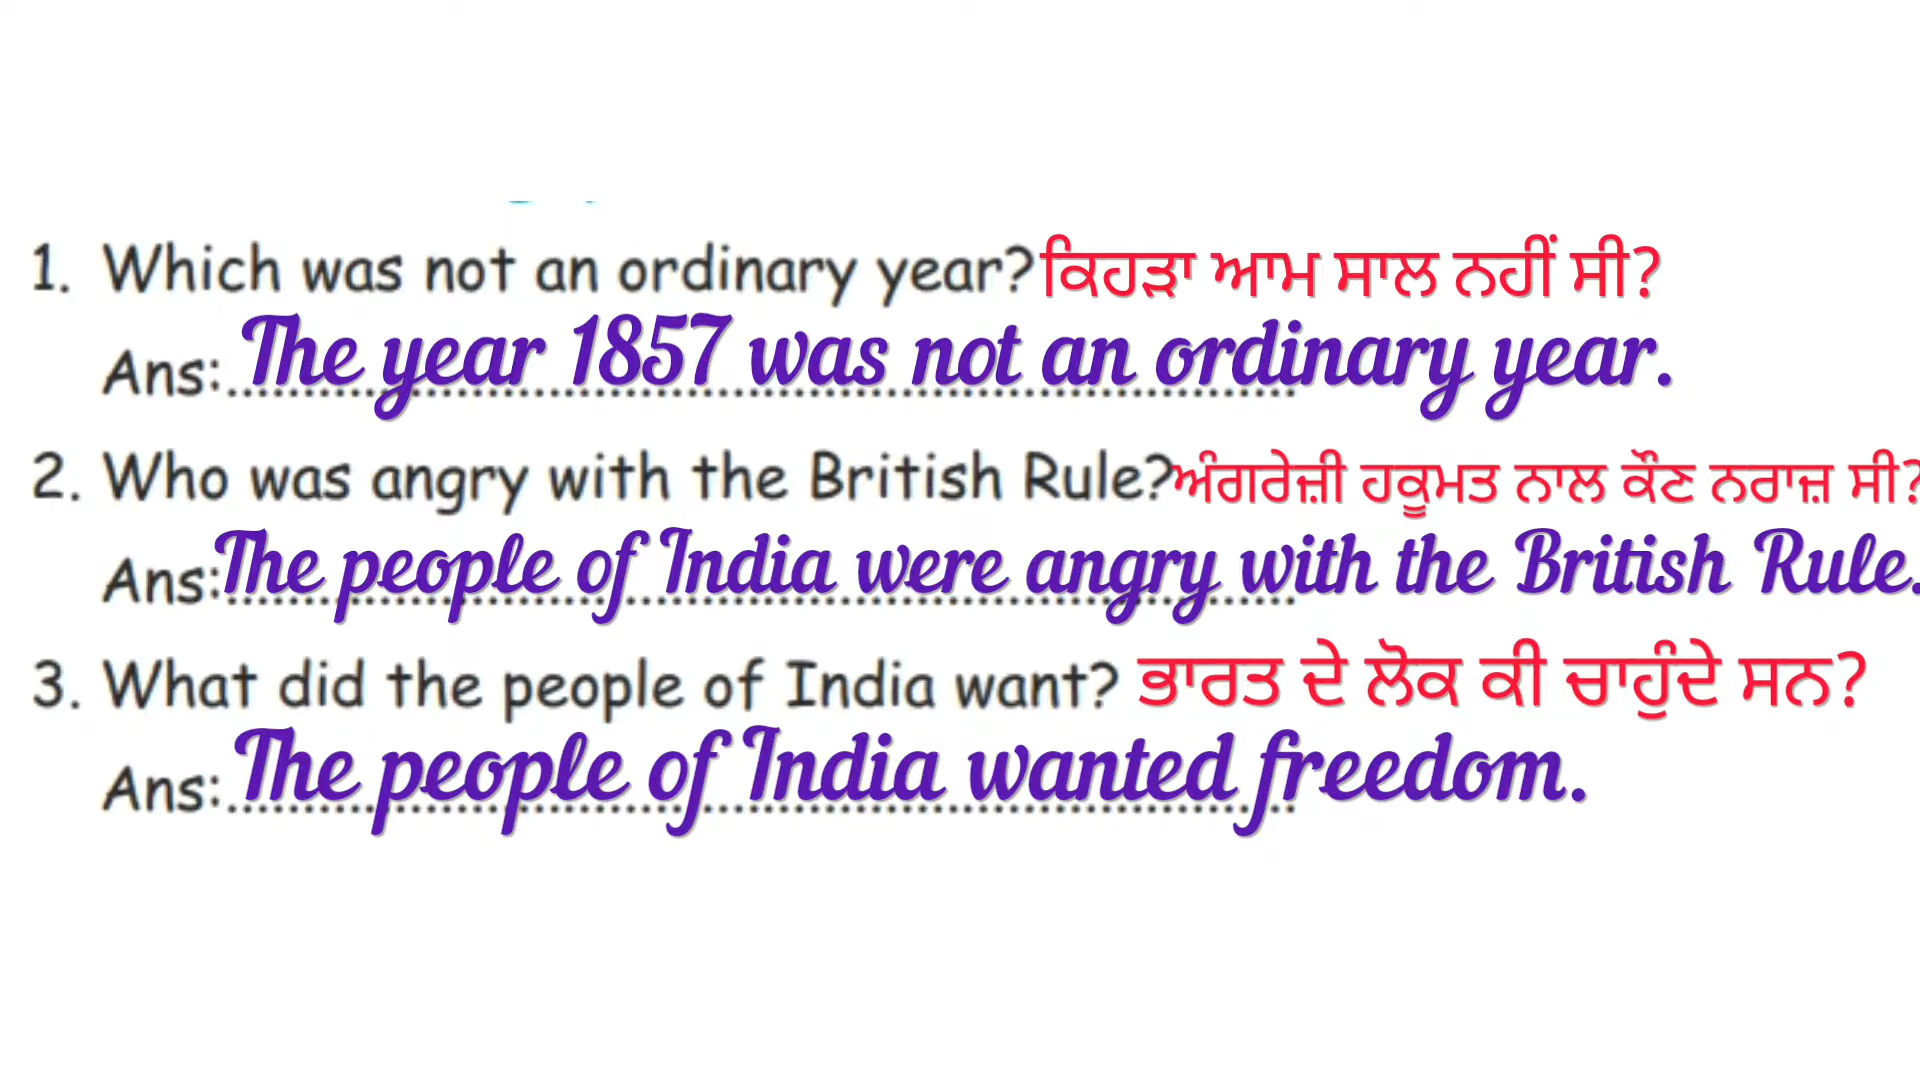 1. Which was not an ordinary year? ਕਿਹੜਾ ਆਮ ਸਾਲ ਨਹੀਂ ਸੀ?
Ans: The year 1857 was not an ordinary year.
2. Who was angry with the British Rule? ਅੰਗਰੇਜ਼ੀ ਹਕੂਮਤ ਨਾਲ ਕੌਣ ਨਰਾਜ਼ ਸੀ?
Ans: The people of India were angry with the British Rule.
3. What did the people of India want? ਭਾਰਤ ਦੇ ਲੋਕ ਕੀ ਚਾਹੁੰਦੇ ਸਨ?
Ans: The people of India wanted freedom.